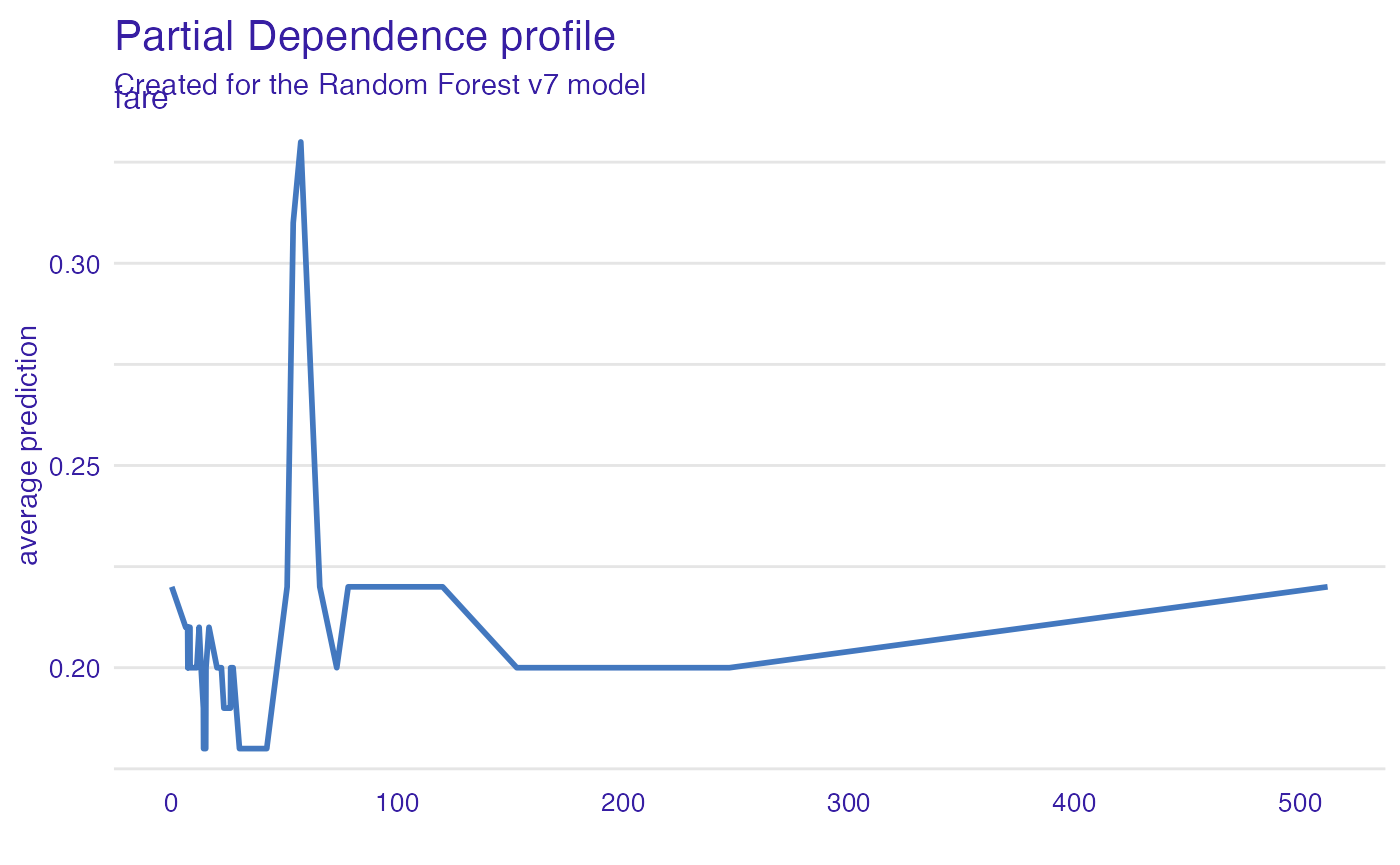 Partial Dependence profile
Created for the Random Forest v7 model
fare
average prediction
0.30
0.25
0.20
0 100 200 300 400 500